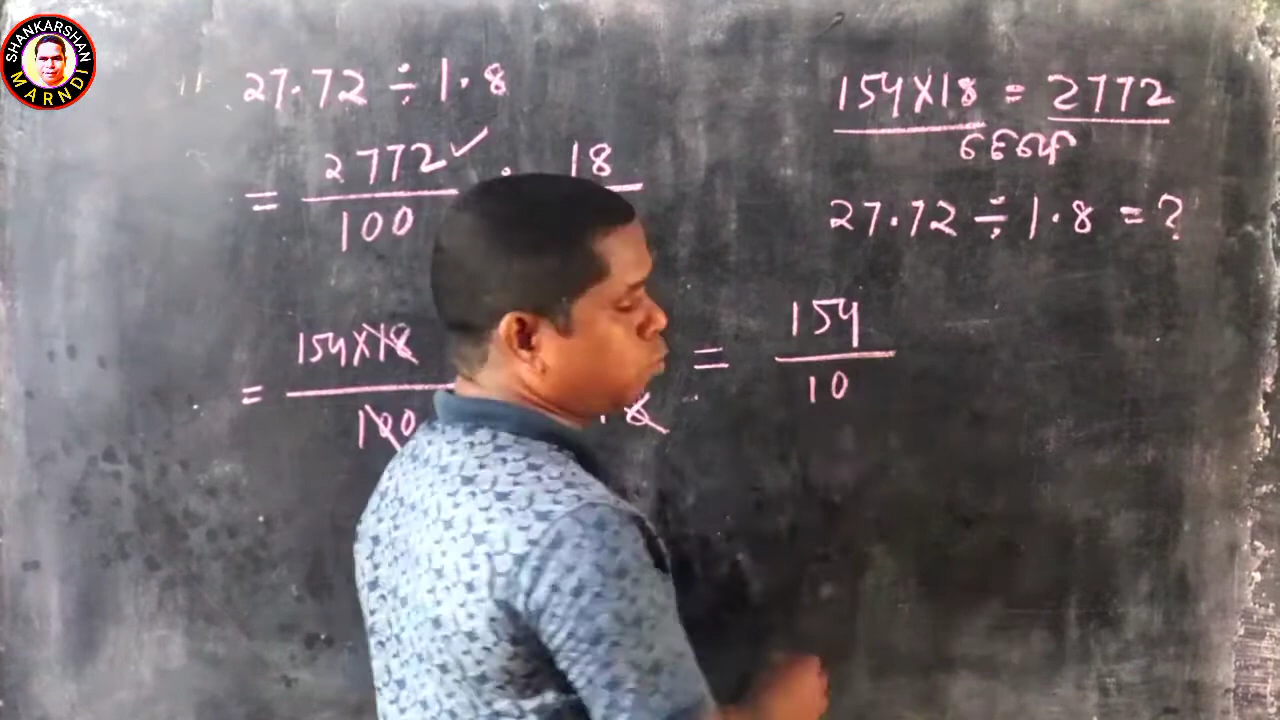 SHANKARSHAN
MARNDI
27.72 ÷ 1.8
= 2772 ✓ 18
100
154×18
= 100
= 154
10
154×18 = 2772
ହେଲେ
27.72 ÷ 1.8 = ?